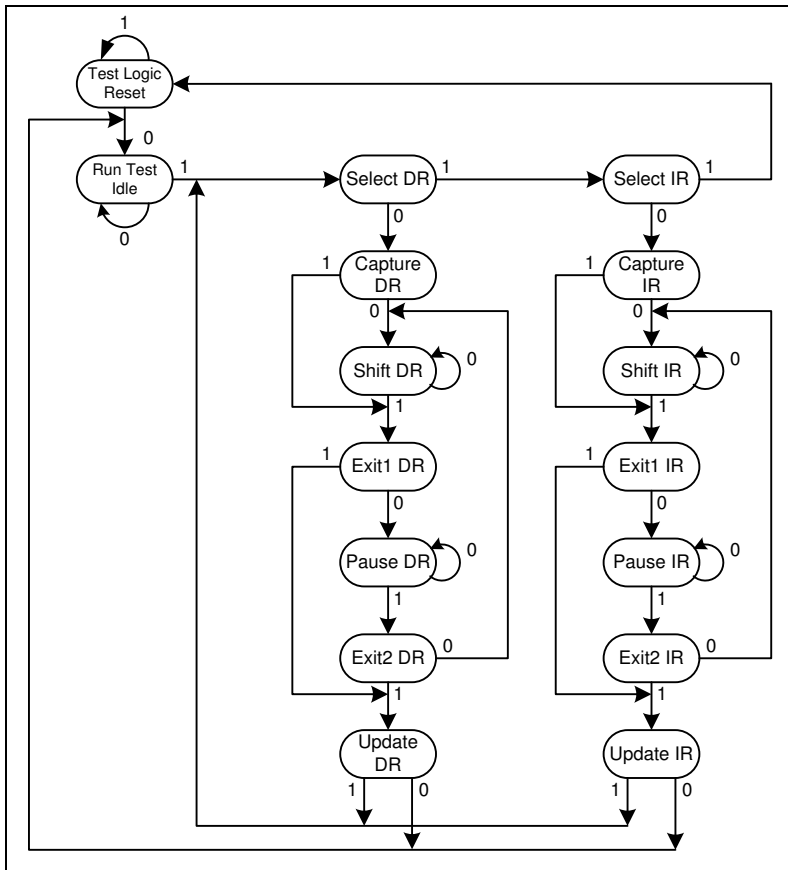 1
Test Logic
Reset
0
Run Test
Idle
1
0
Select DR
1
0
Select IR
1
0
Capture
DR
1
0
Capture
IR
1
0
Shift DR
0
1
Shift IR
0
1
Exit1 DR
1
0
Exit1 IR
1
0
Pause DR
0
1
Pause IR
0
1
Exit2 DR
0
1
Exit2 IR
0
1
Update
DR
1
0
Update IR
1
0